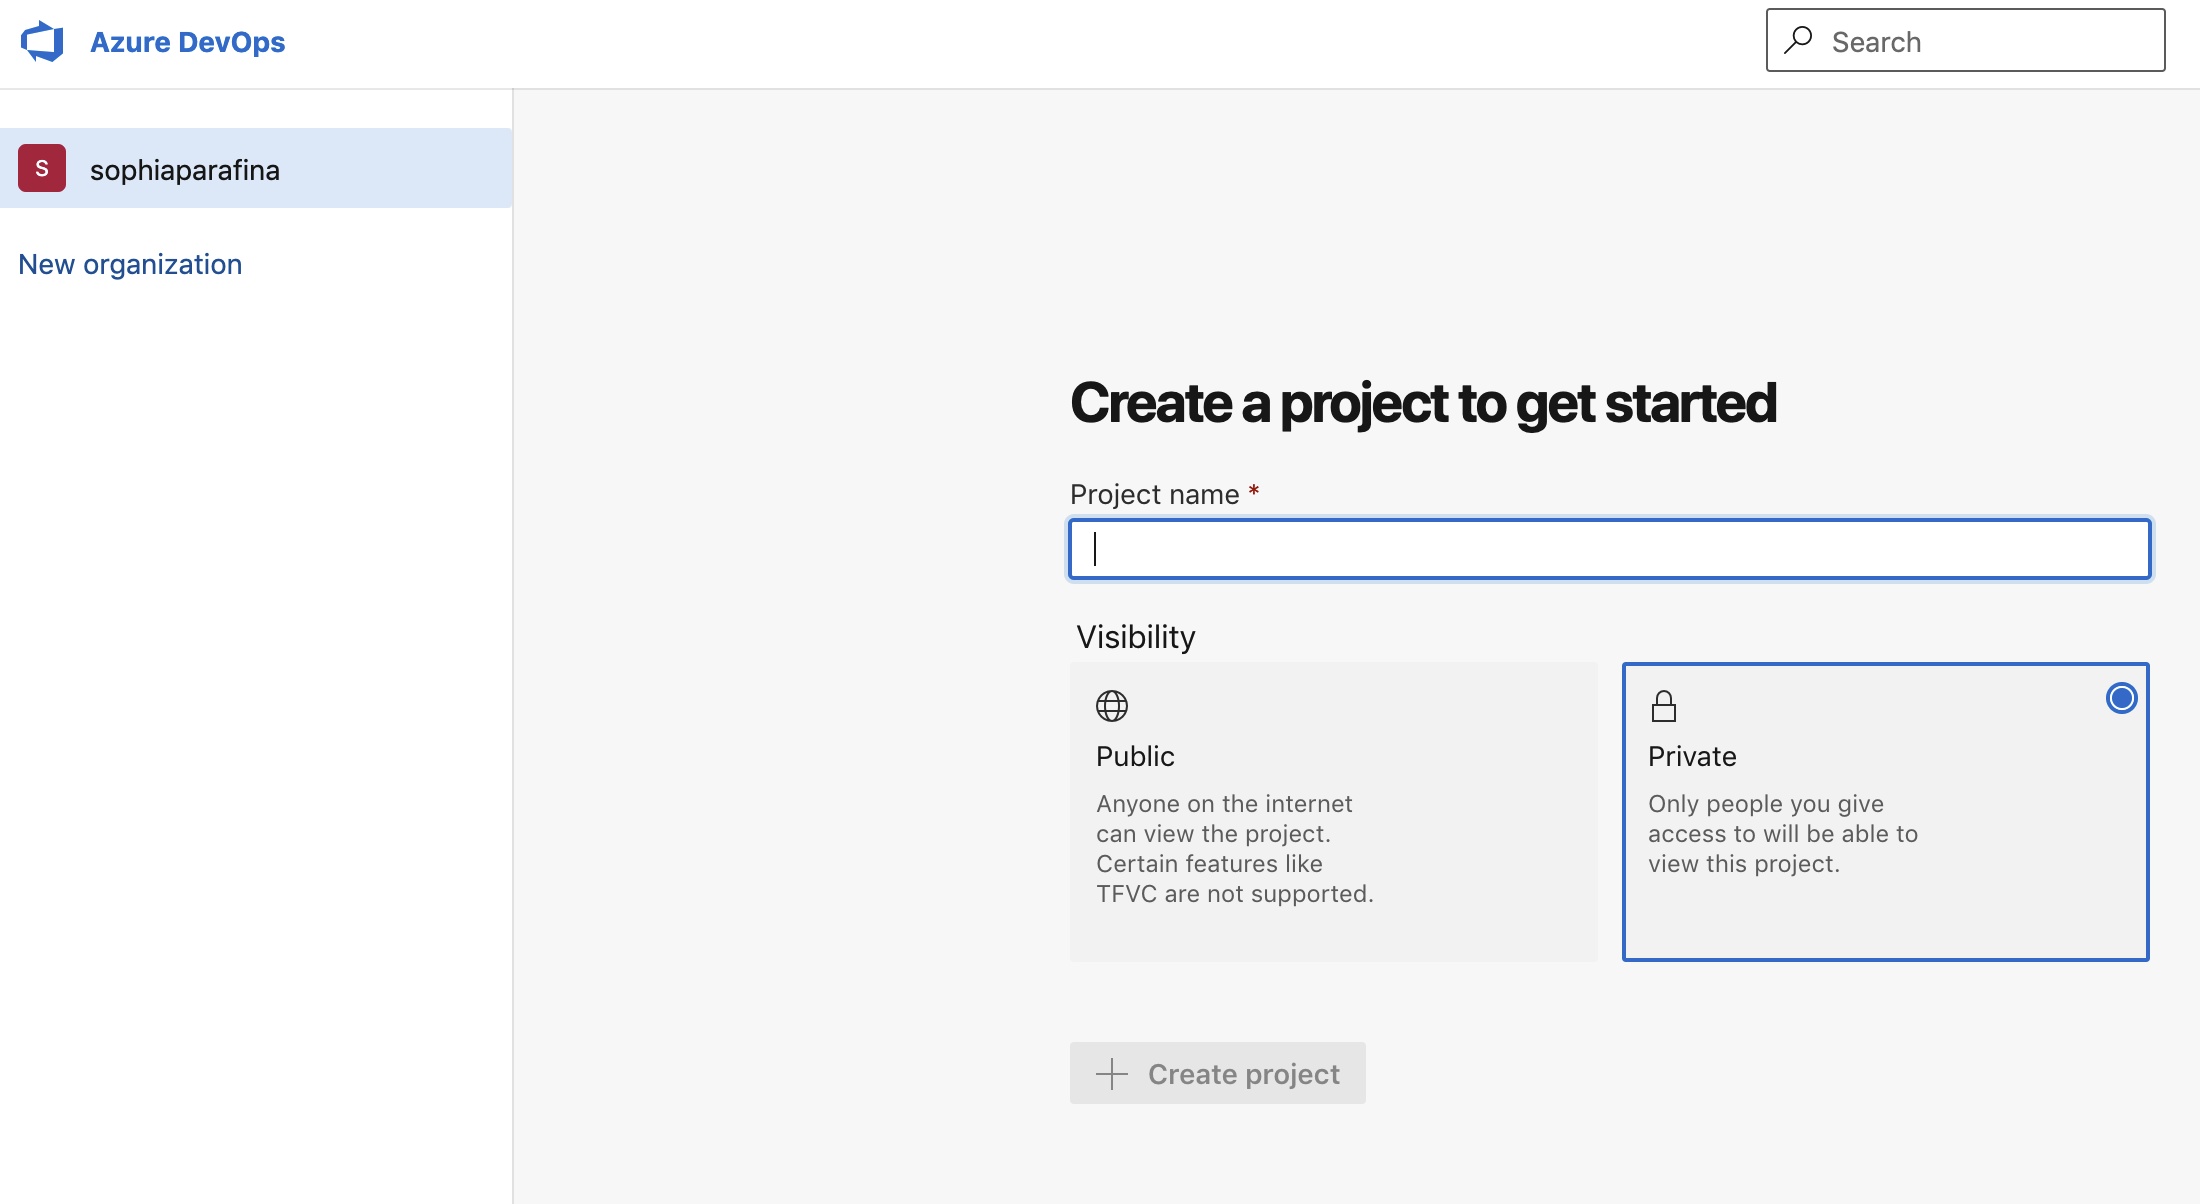 Azure DevOps
Search
S
sophiaparafina
New organization
Create a project to get started
Project name *
Visibility
Public
Anyone on the internet
can view the project.
Certain features like
TFVC are not supported.
Private
Only people you give
access to will be able to
view this project.
Create project